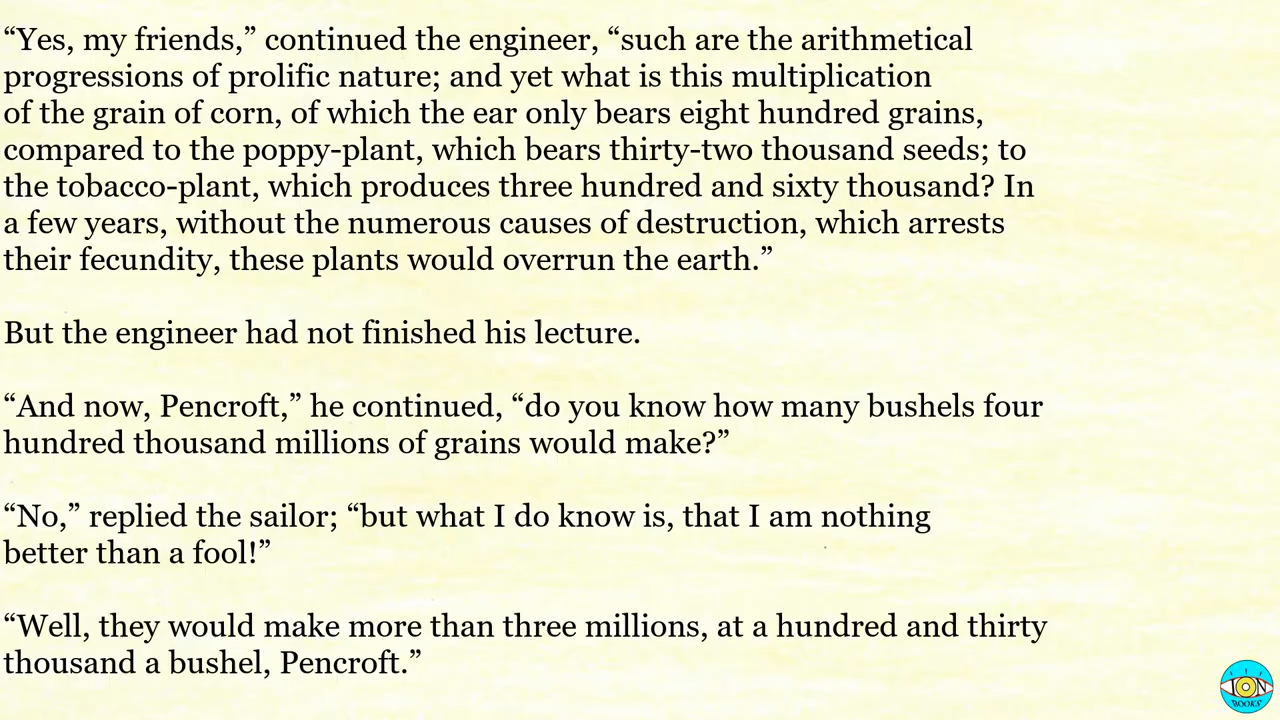 “Yes, my friends,” continued the engineer, “such are the arithmetical
progressions of prolific nature; and yet what is this multiplication
of the grain of corn, of which the ear only bears eight hundred grains,
compared to the poppy-plant, which bears thirty-two thousand seeds; to
the tobacco-plant, which produces three hundred and sixty thousand? In
a few years, without the numerous causes of destruction, which arrests
their fecundity, these plants would overrun the earth.”
But the engineer had not finished his lecture.
“And now, Pencroft,” he continued, “do you know how many bushels four
hundred thousand millions of grains would make?”
“No,” replied the sailor; “but what I do know is, that I am nothing
better than a fool!”
“Well, they would make more than three millions, at a hundred and thirty
thousand a bushel, Pencroft.”
ION
BOOKS